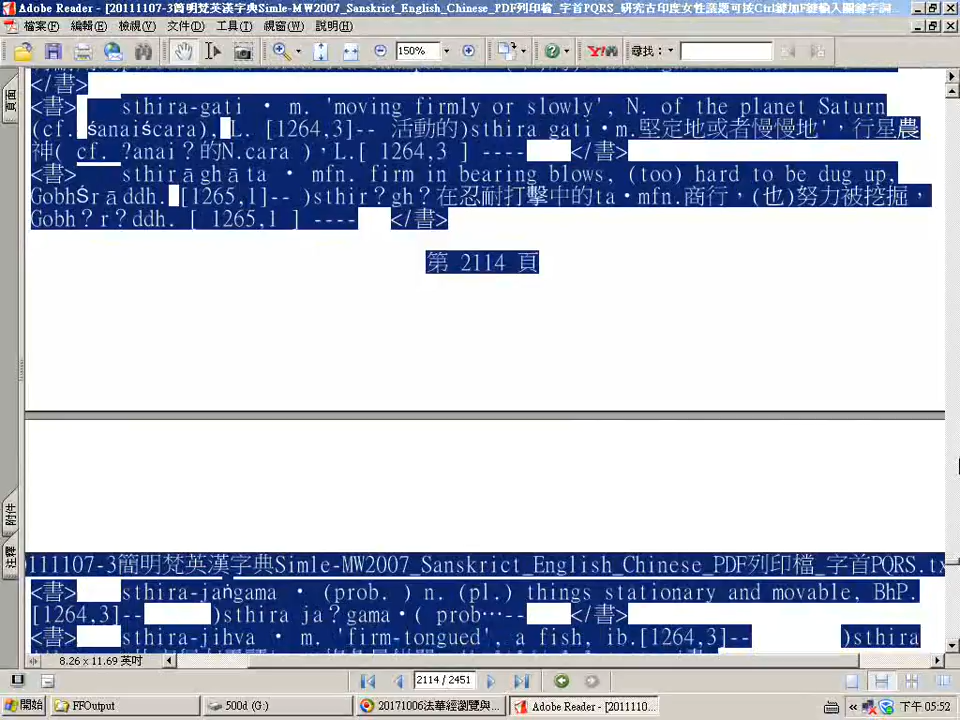 Adobe Reader - [20111107-3簡明梵英漢字典Simle-MW2007_Sanskrict_English_Chinese_PDF列印檔_字首PQRS_研究古印度女性議題可按Ctrl鍵加F鍵輸入關鍵字詞...
檔案(F) 編輯(E) 檢視(V) 文件(D) 工具(T) 視窗(W) 說明(H)
150% Y! 尋找：
頁面
</書>
<書> sthira-gati ‧ m. 'moving firmly or slowly', N. of the planet Saturn
(cf. śanaiścara), L. [1264,3]-- 活動的)sthira gati‧m.堅定地或者慢慢地'，行星農
神( cf. ?anai？的N.cara )，L.[ 1264,3 ] ---- </書>
<書> sthirāghāta ‧ mfn. firm in bearing blows, (too) hard to be dug up,
GobhŚrāddh. [1265,1]-- )sthir？gh？在忍耐打擊中的ta‧mfn.商行，(也)努力被挖掘，
Gobh？r？ddh. [ 1265,1 ] ---- </書>
第 2114 頁
附件
注釋
111107-3簡明梵英漢字典Simle-MW2007_Sanskrict_English_Chinese_PDF列印檔_字首PQRS.tx
<書> sthira-jaṅgama ‧ (prob. ) n. (pl.) things stationary and movable, BhP.
[1264,3]-- )sthira ja？gama‧( prob…-- </書>
<書> sthira-jihva ‧ m. 'firm-tongued', a fish, ib.[1264,3]-- )sthira
8.26 x 11.69 英吋
2114 / 2451
開始 FFOutput 500d (G:) 20171006法華經瀏覽與... Adobe Reader - [2011110... 下午 05:52